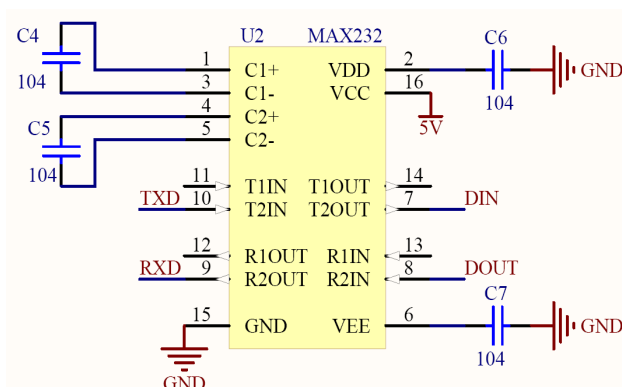 C4
104
C5
104
U2 MAX232
1 C1+ VDD 2
3 C1- VCC 16
4 C2+
5 C2-
5V
C6
104
GND
11 T1IN T1OUT 14
TXD 10 T2IN T2OUT 7 DIN
12 R1OUT R1IN 13
RXD 9 R2OUT R2IN 8 DOUT
15 GND VEE 6
C7
104
GND
GND